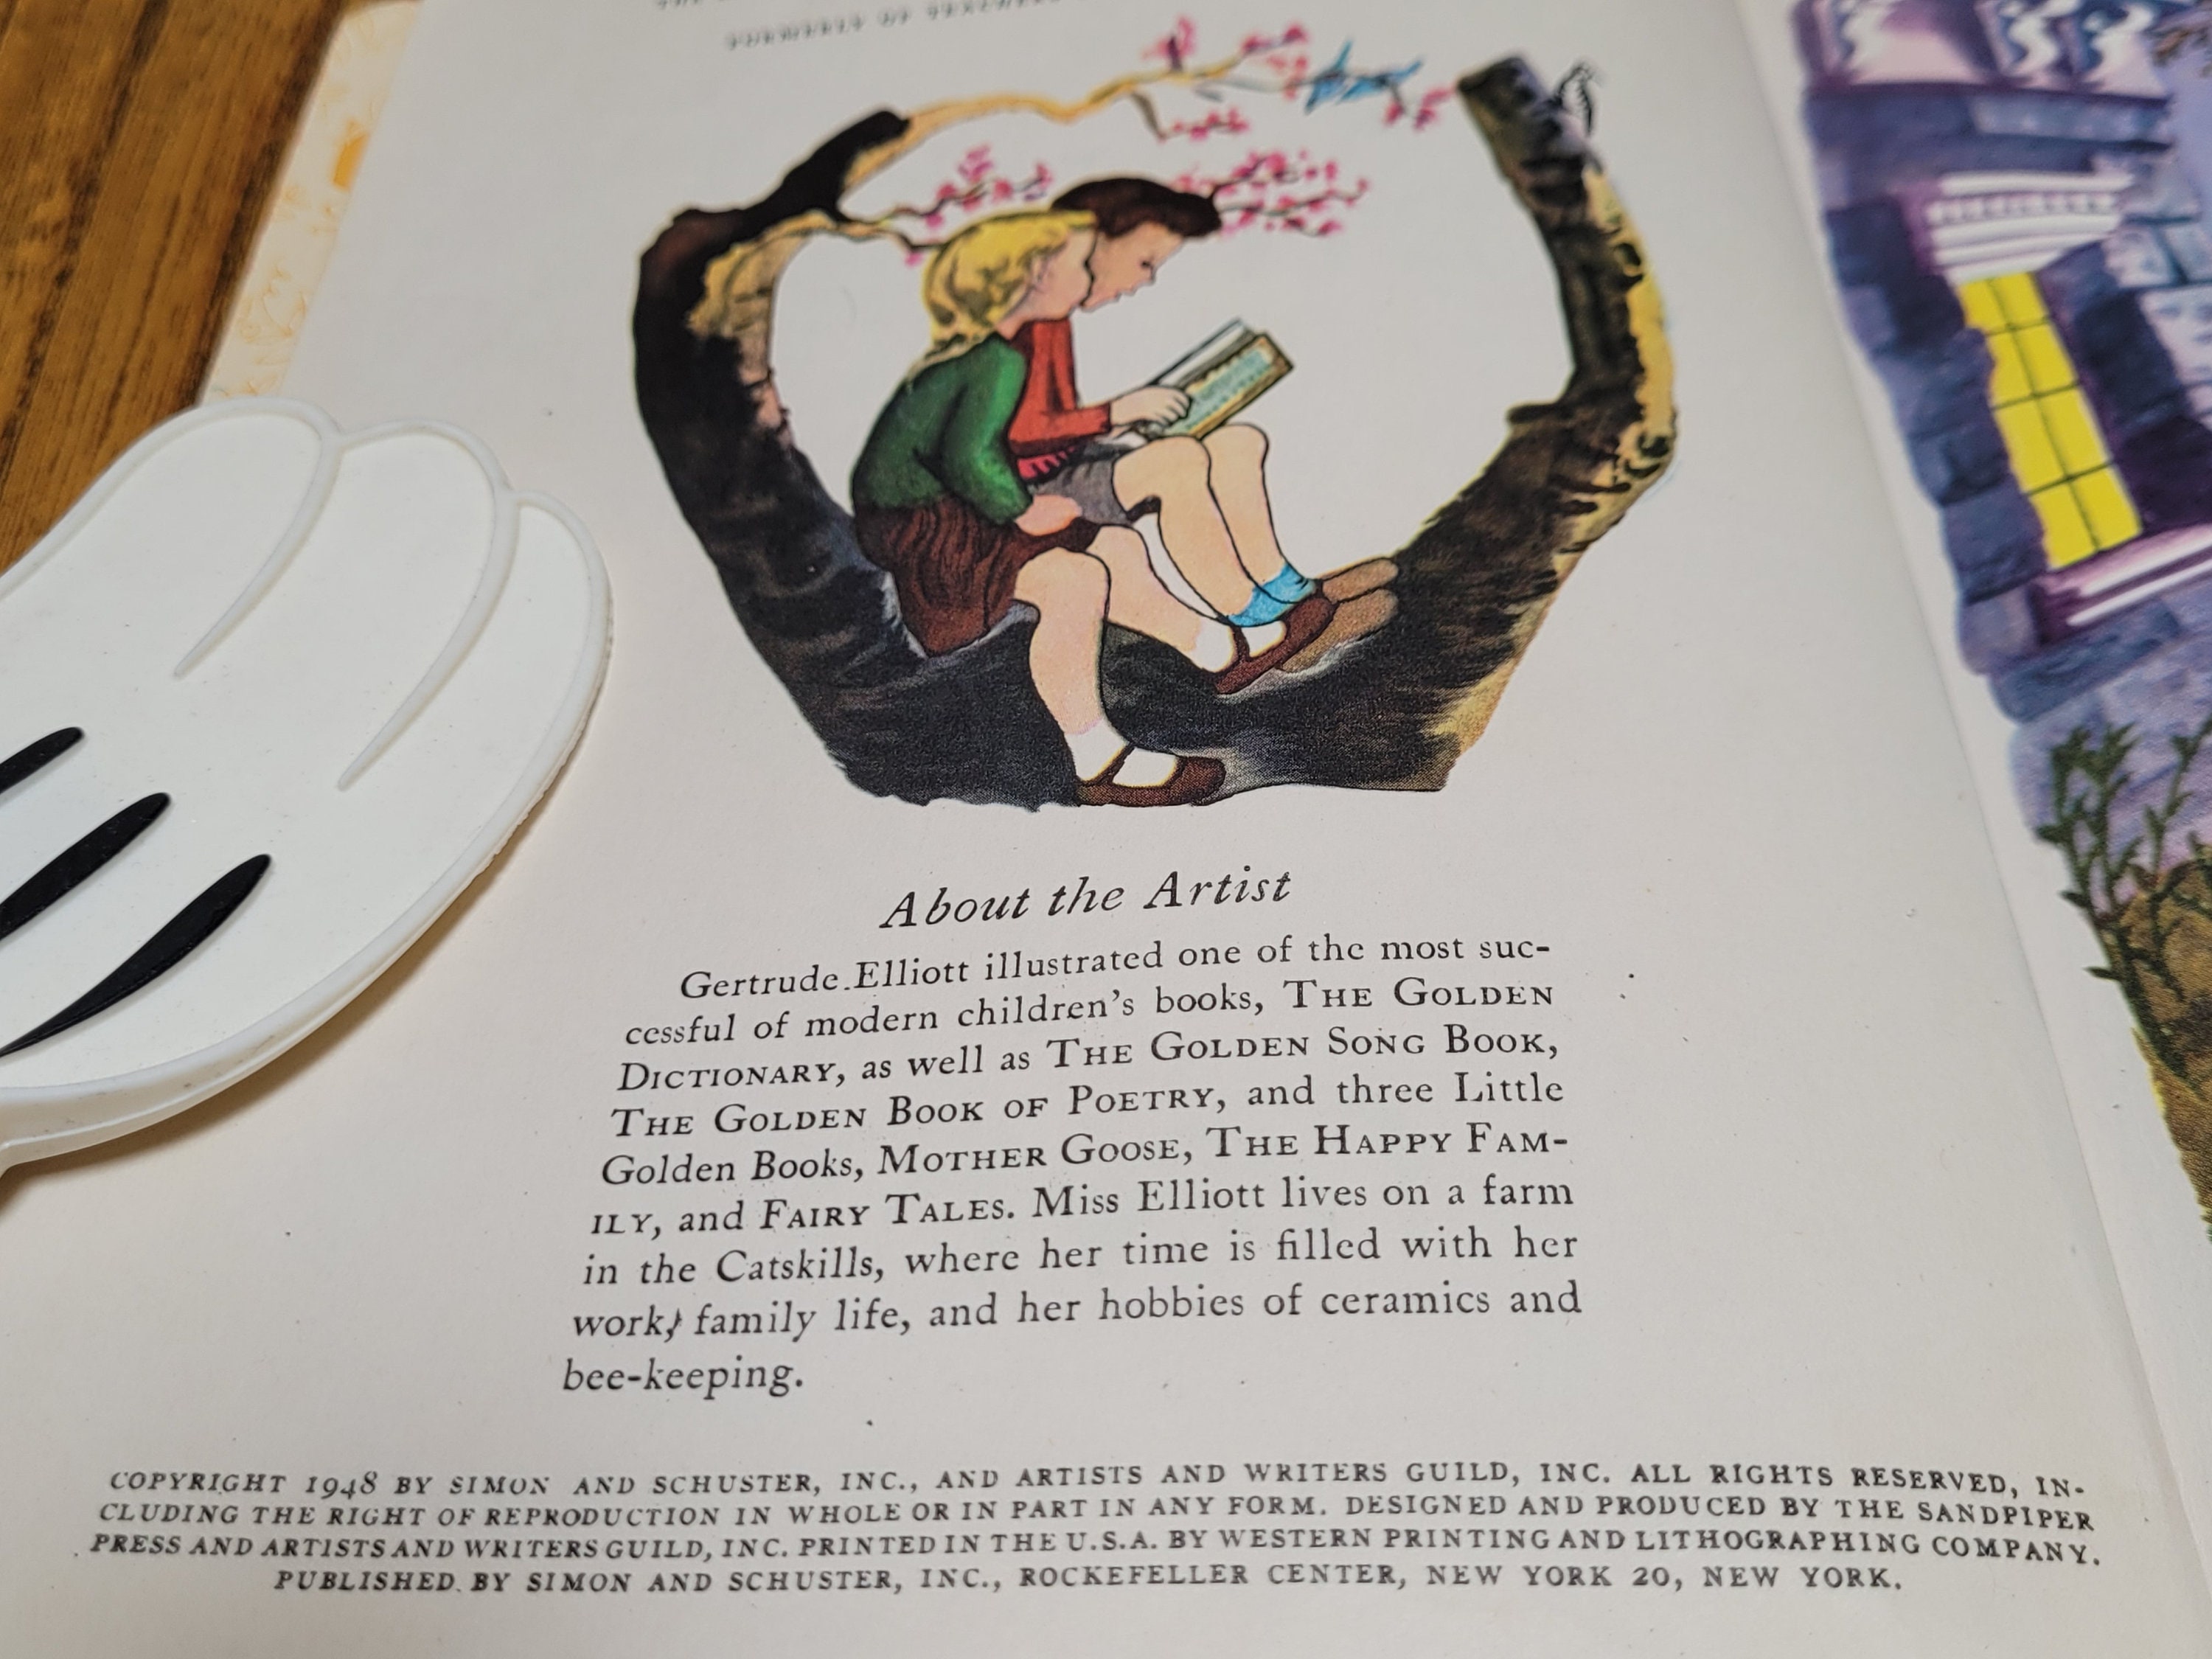 FORMERLY OF TEACHERS
About the Artist
Gertrude Elliott illustrated one of the most suc-
cessful of modern children's books, THE GOLDEN
DICTIONARY, as well as THE GOLDEN SONG BOOK,
THE GOLDEN BOOK OF POETRY, and three Little
Golden Books, MOTHER GOOSE, THE HAPPY FAM-
ILY, and FAIRY TALES. Miss Elliott lives on a farm
in the Catskills, where her time is filled with her
work, family life, and her hobbies of ceramics and
bee-keeping.
COPYRIGHT 1948 BY SIMON AND SCHUSTER, INC., AND ARTISTS AND WRITERS GUILD, INC. ALL RIGHTS RESERVED, IN-
CLUDING THE RIGHT OF REPRODUCTION IN WHOLE OR IN PART IN ANY FORM. DESIGNED AND PRODUCED BY THE SANDPIPER
PRESS AND ARTISTS AND WRITERS GUILD, INC. PRINTED IN THE U.S.A. BY WESTERN PRINTING AND LITHOGRAPHING COMPANY.
PUBLISHED BY SIMON AND SCHUSTER, INC., ROCKEFELLER CENTER, NEW YORK 20, NEW YORK.